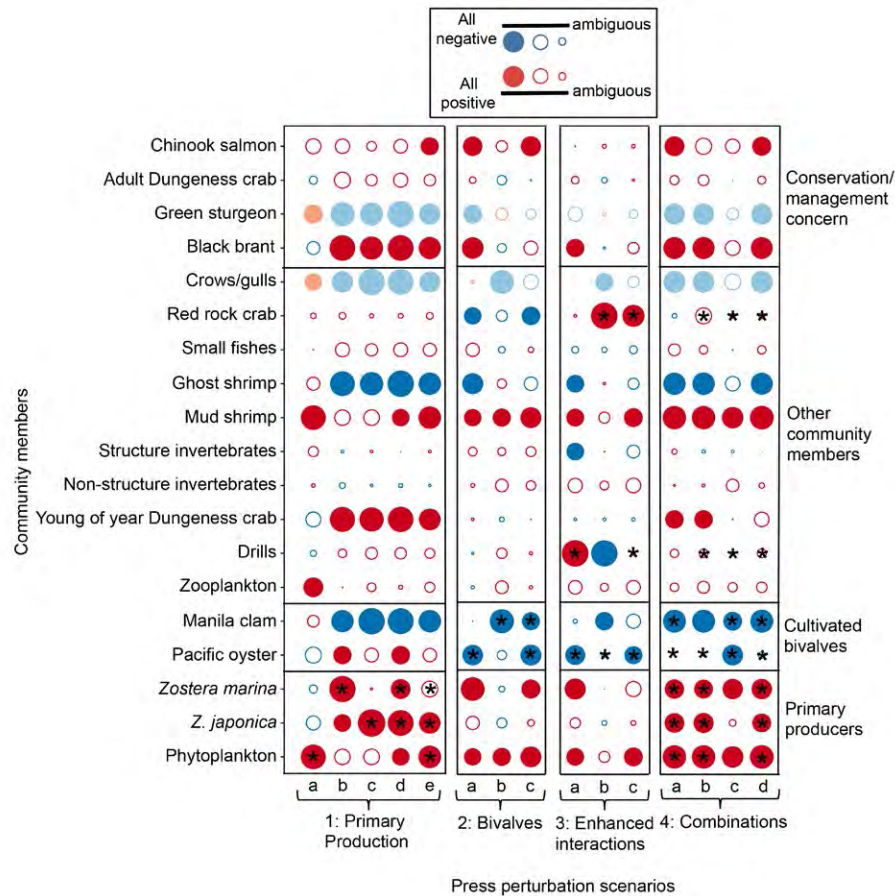 All negative
ambiguous
All positive
ambiguous
Chinook salmon
Adult Dungeness crab
Green sturgeon
Black brant
Conservation/
management
concern
Crows/gulls
Red rock crab
Small fishes
Ghost shrimp
Mud shrimp
Structure invertebrates
Non-structure invertebrates
Young of year Dungeness crab
Drills
Zooplankton
Other
community
members
Manila clam
Pacific oyster
Cultivated
bivalves
Zostera marina
Z. japonica
Phytoplankton
Primary
producers
Community members
a b c d e a b c a b c a b c d
1: Primary
Production
2: Bivalves
3: Enhanced
interactions
4: Combinations
Press perturbation scenarios